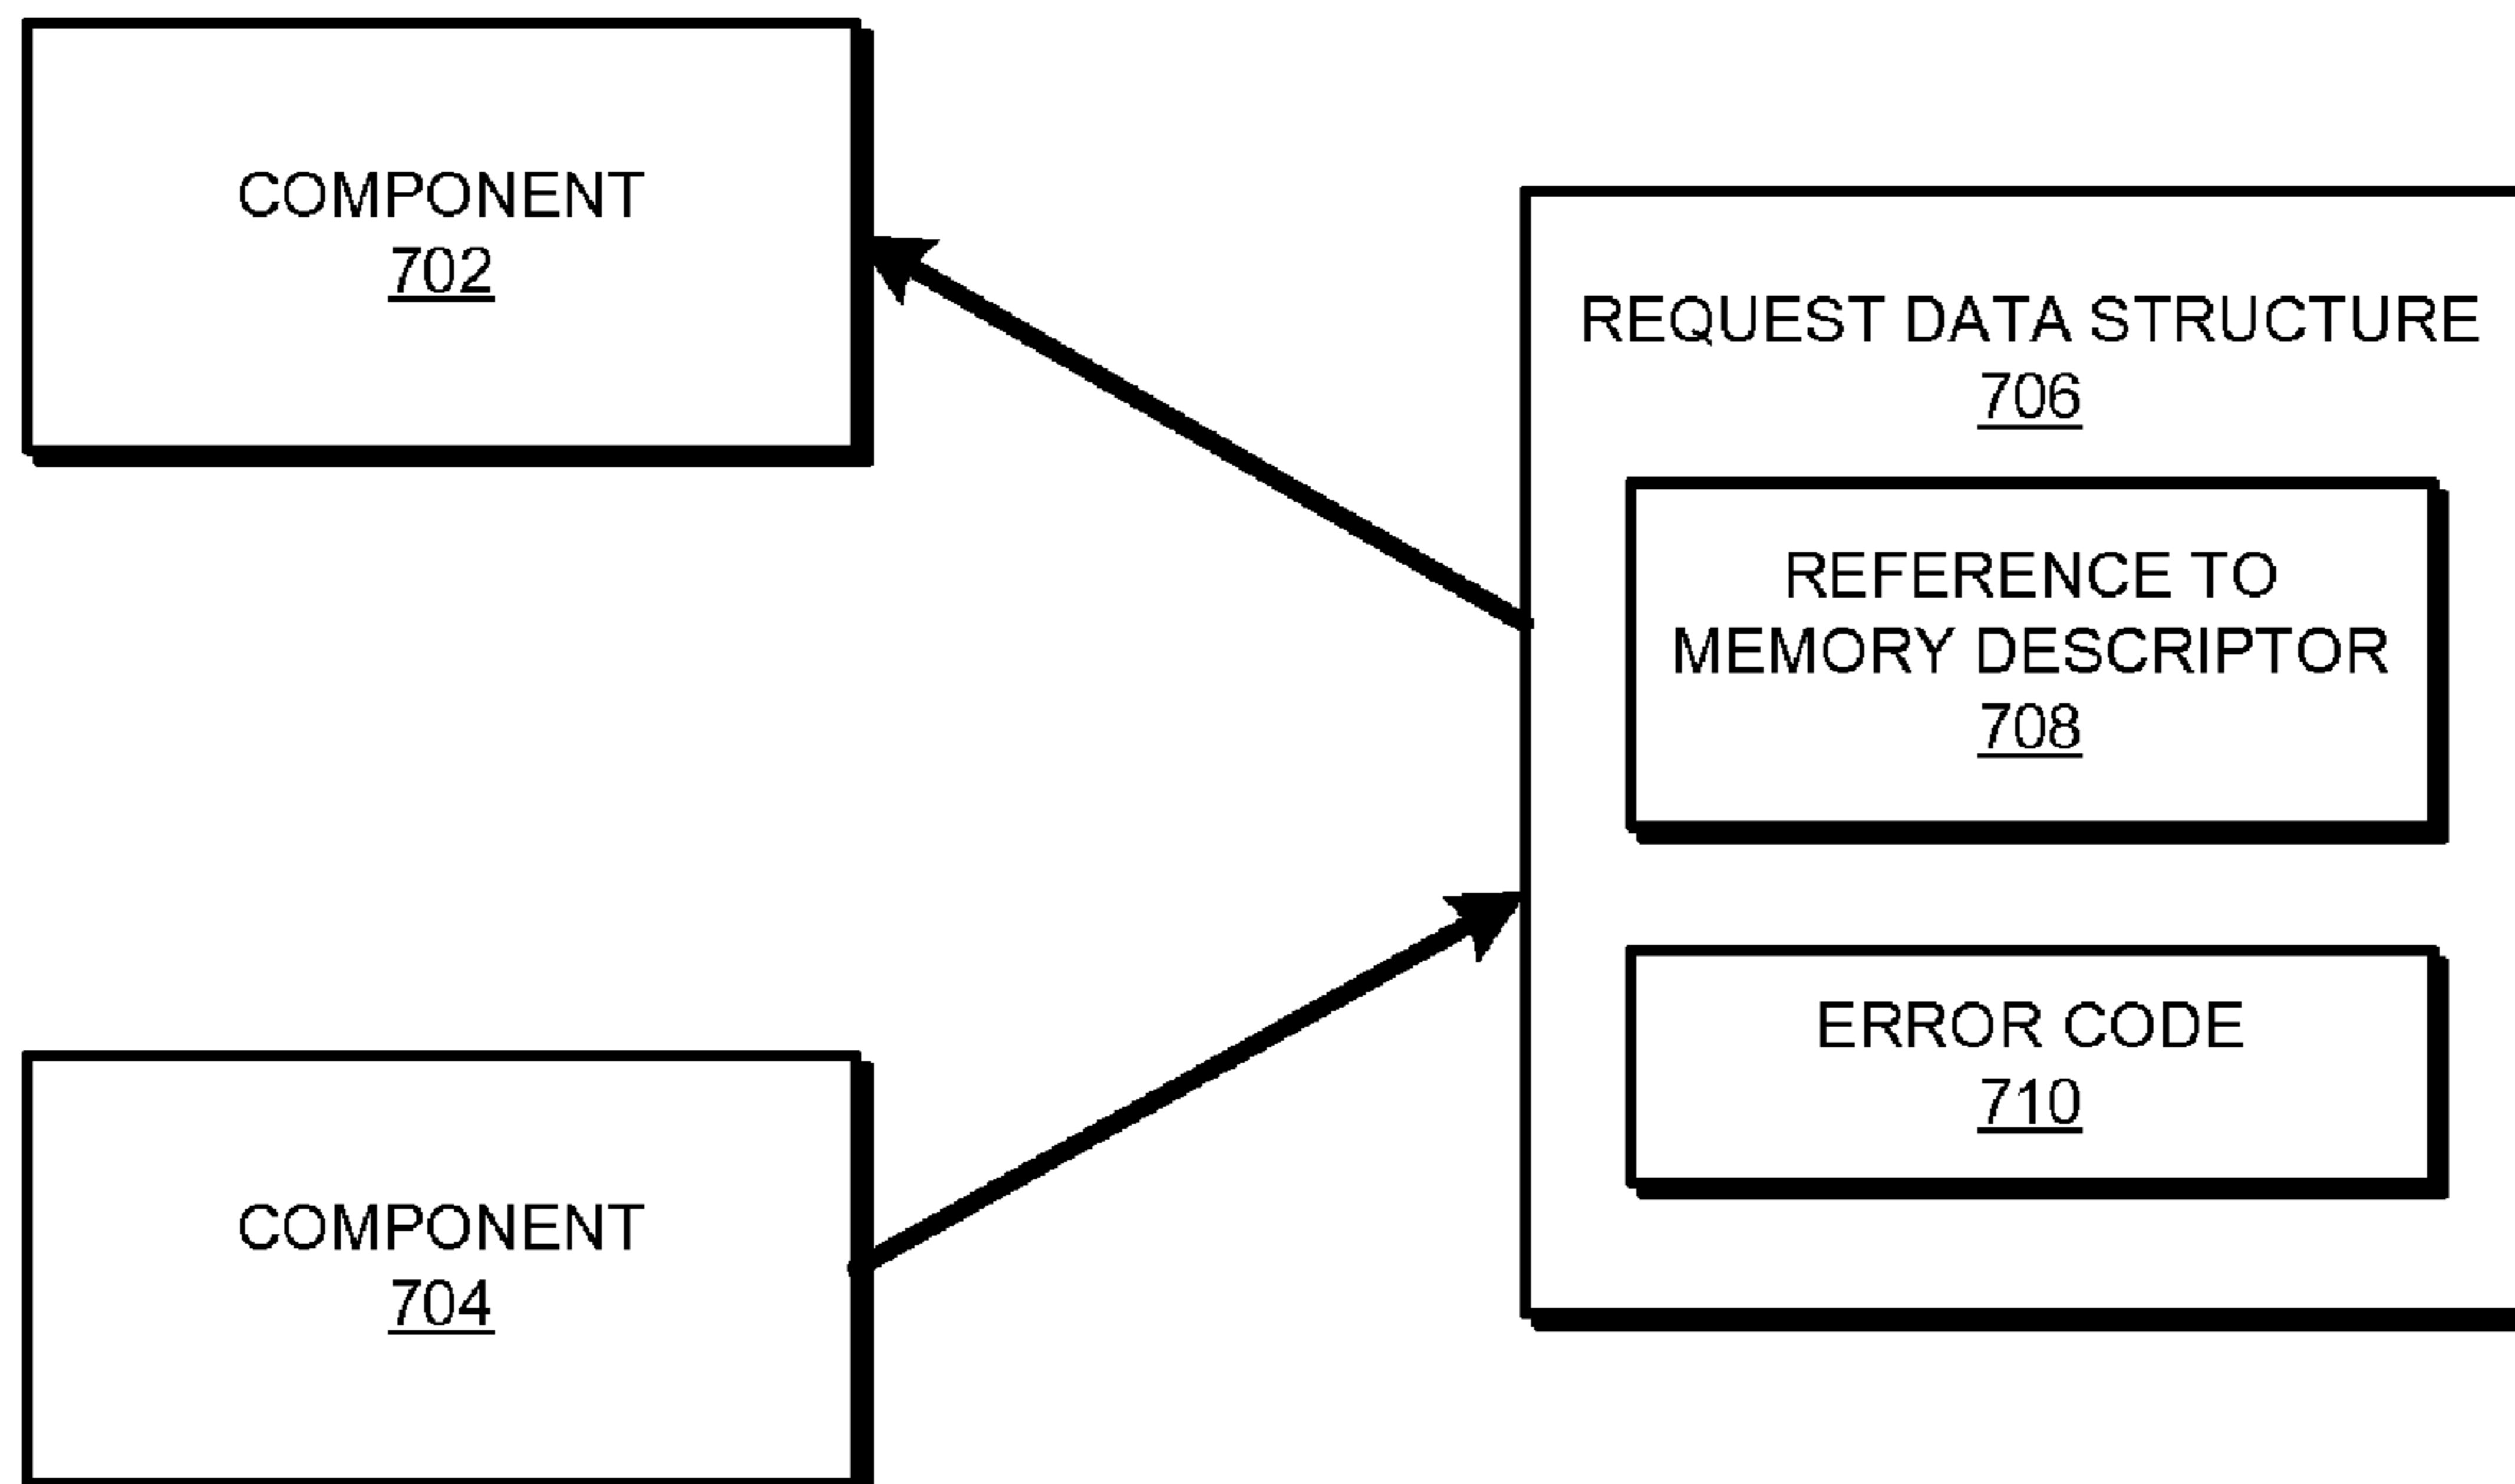 COMPONENT
702
REQUEST DATA STRUCTURE
706
REFERENCE TO
MEMORY DESCRIPTOR
708
ERROR CODE
710
COMPONENT
704